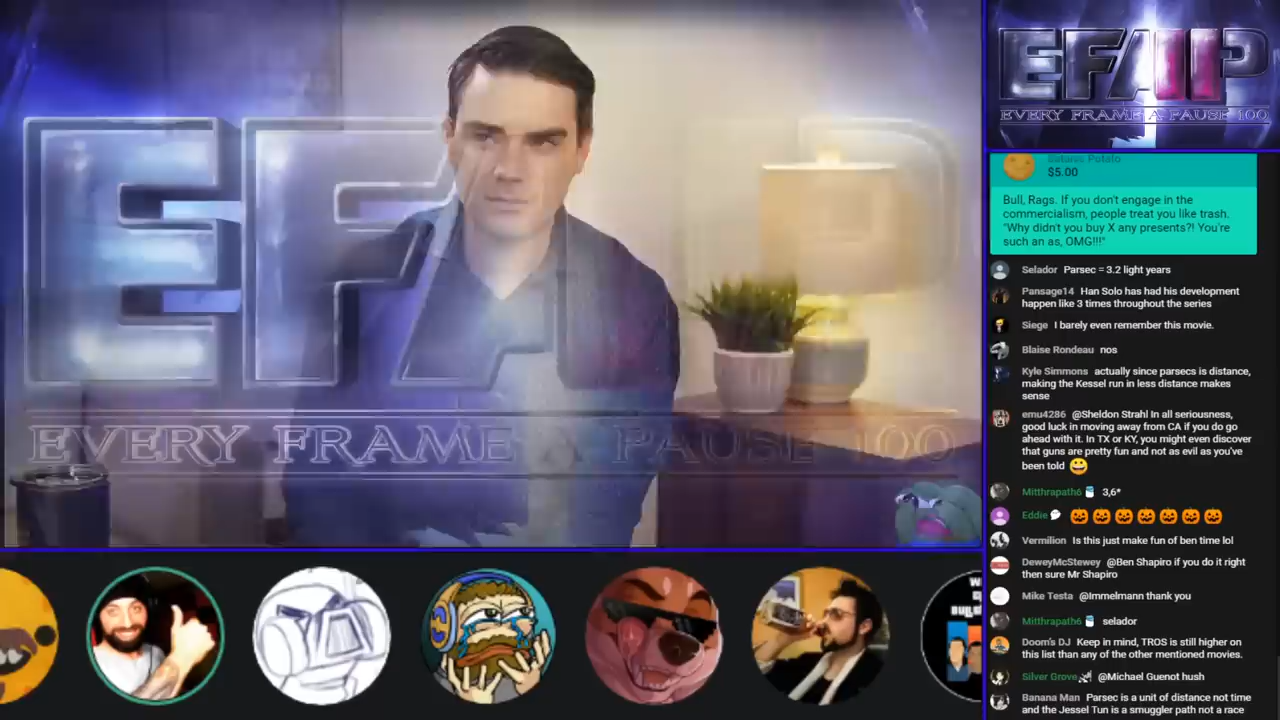 EFAP
EVERY FRAME A PAUSE 100
EFAP
EVERY FRAME A PAUSE 100
Potato
$5.00
Bull, Rags. If you don't engage in the
commercialism, people treat you like trash.
"Why didn't you buy X any presents?! You're
such an as, OMG!!!"
Selador Parsec = 3.2 light years
Pansage14 Han Solo has had his development
happen like 3 times throughout the series
Siege I barely even remember this movie.
Blaise Rondeau nos
Kyle Simmons actually since parsecs is distance,
making the Kessel run in less distance makes
sense
emu4286 @Sheldon Strahl In all seriousness,
good luck in moving away from CA if you do go
ahead with it. In TX or KY, you might even discover
that guns are pretty fun and not as evil as you've
been told 😀
Mitthrapath6 3,6*
Eddie 🎃🎃🎃🎃🎃🎃🎃
Vermilion Is this just make fun of ben time lol
DeweyMcStewey @Ben Shapiro if you do it right
then sure Mr Shapiro
Mike Testa @Immelmann thank you
Mitthrapath6 selador
Doom's DJ Keep in mind, TROS is still higher on
this list than any of the other mentioned movies.
Silver Grove @Michael Guenot hush
Banana Man Parsec is a unit of distance not time
and the Jessel Tun is a smuggler path not a race